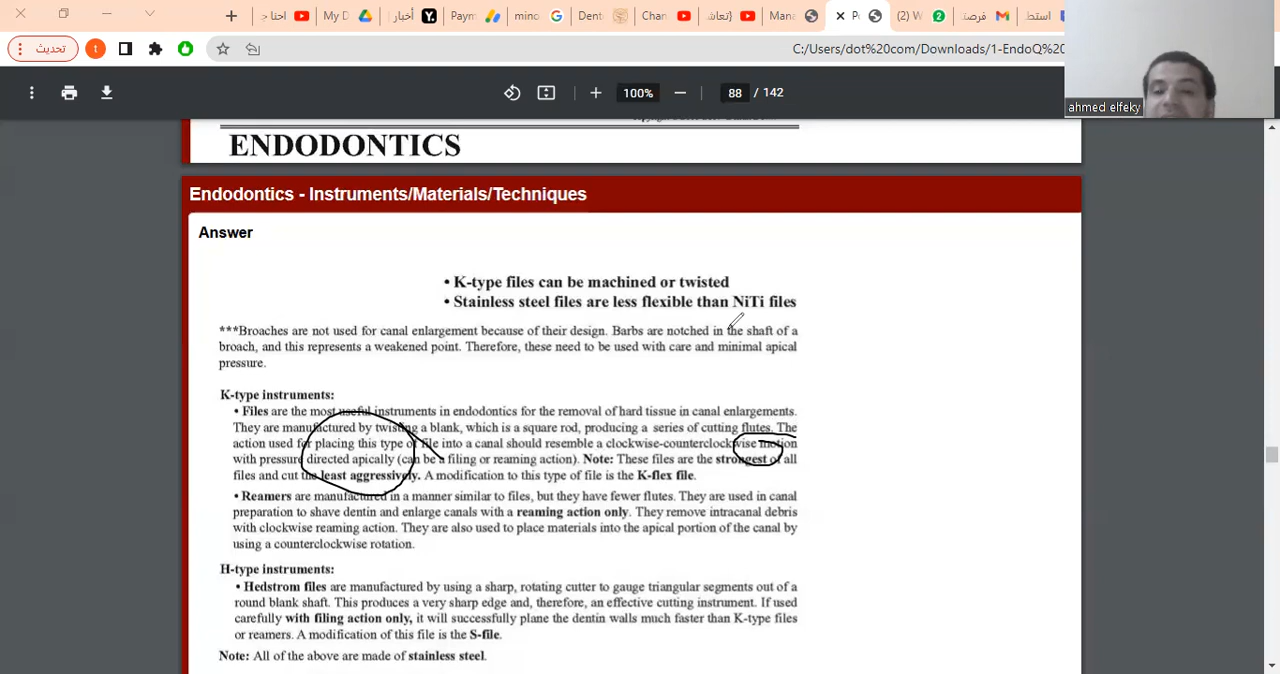 احنا
My D
أخبار
Paym
mino
Dent
Chan
Mana
(2) W
2
استط
تحديث
t
C:/Users/dot%20com/Downloads/1-EndoQ%20
100%
88 / 142
ahmed elfeky
ENDODONTICS
Endodontics - Instruments/Materials/Techniques
Answer
• K-type files can be machined or twisted
• Stainless steel files are less flexible than NiTi files
***Broaches are not used for canal enlargement because of their design. Barbs are notched in the shaft of a
broach, and this represents a weakened point. Therefore, these need to be used with care and minimal apical
pressure.
K-type instruments:
• Files are the most useful instruments in endodontics for the removal of hard tissue in canal enlargements.
They are manufactured by twisting a blank, which is a square rod, producing a series of cutting flutes. The
action used for placing this type of file into a canal should resemble a clockwise-counterclockwise motion
with pressure directed apically (can be a filing or reaming action). Note: These files are the strongest of all
files and cut the least aggressively. A modification to this type of file is the K-flex file.
• Reamers are manufactured in a manner similar to files, but they have fewer flutes. They are used in canal
preparation to shave dentin and enlarge canals with a reaming action only. They remove intracanal debris
with clockwise reaming action. They are also used to place materials into the apical portion of the canal by
using a counterclockwise rotation.
H-type instruments:
• Hedstrom files are manufactured by using a sharp, rotating cutter to gauge triangular segments out of a
round blank shaft. This produces a very sharp edge and, therefore, an effective cutting instrument. If used
carefully with filing action only, it will successfully plane the dentin walls much faster than K-type files
or reamers. A modification of this file is the S-file.
Note: All of the above are made of stainless steel.